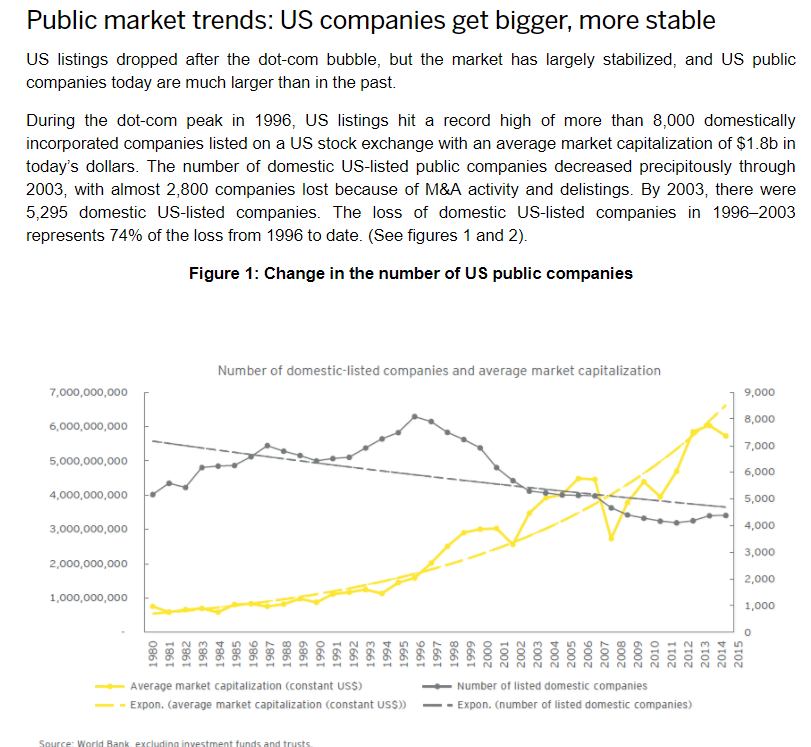 Public market trends: US companies get bigger, more stable
US listings dropped after the dot-com bubble, but the market has largely stabilized, and US public
companies today are much larger than in the past.
During the dot-com peak in 1996, US listings hit a record high of more than 8,000 domestically
incorporated companies listed on a US stock exchange with an average market capitalization of $1.8b in
today's dollars. The number of domestic US-listed public companies decreased precipitously through
2003, with almost 2,800 companies lost because of M&A activity and delistings. By 2003, there were
5,295 domestic US-listed companies. The loss of domestic US-listed companies in 1996–2003
represents 74% of the loss from 1996 to date. (See figures 1 and 2).
Figure 1: Change in the number of US public companies
Number of domestic-listed companies and average market capitalization
7,000,000,000 9,000
6,000,000,000 8,000
5,000,000,000 7,000
4,000,000,000 6,000
3,000,000,000 5,000
2,000,000,000 4,000
1,000,000,000 3,000
- 2,000
1,000
0
1980 1981 1982 1983 1984 1985 1986 1987 1988 1989 1990 1991 1992 1993 1994 1995 1996 1997 1998 1999 2000 2001 2002 2003 2004 2005 2006 2007 2008 2009 2010 2011 2012 2013 2014 2015
Average market capitalization (constant US$) Number of listed domestic companies
Expon. (average market capitalization (constant US$)) Expon. (number of listed domestic companies)
Source: World Bank, excluding investment funds and trusts.